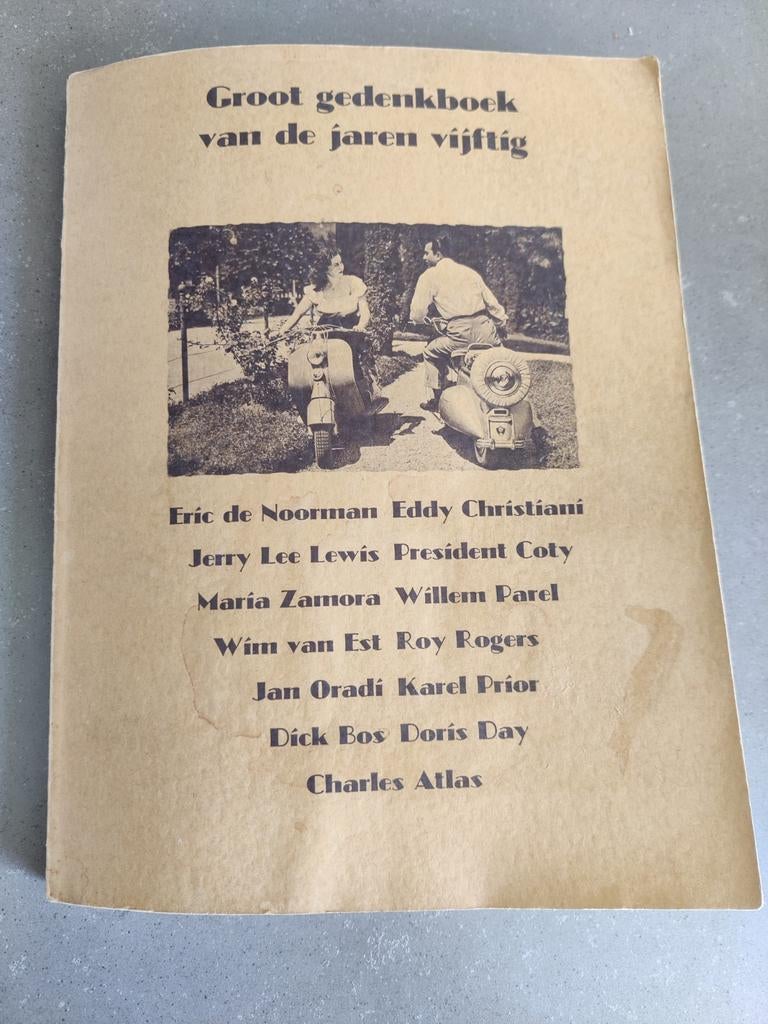 Groot gedenkboek
van de jaren vijftig
Eric de Noorman Eddy Christiani
Jerry Lee Lewis President Coty
Maria Zamora Willem Parel
Wim van Est Roy Rogers
Jan Oradi Karel Prior
Dick Bos Doris Day
Charles Atlas